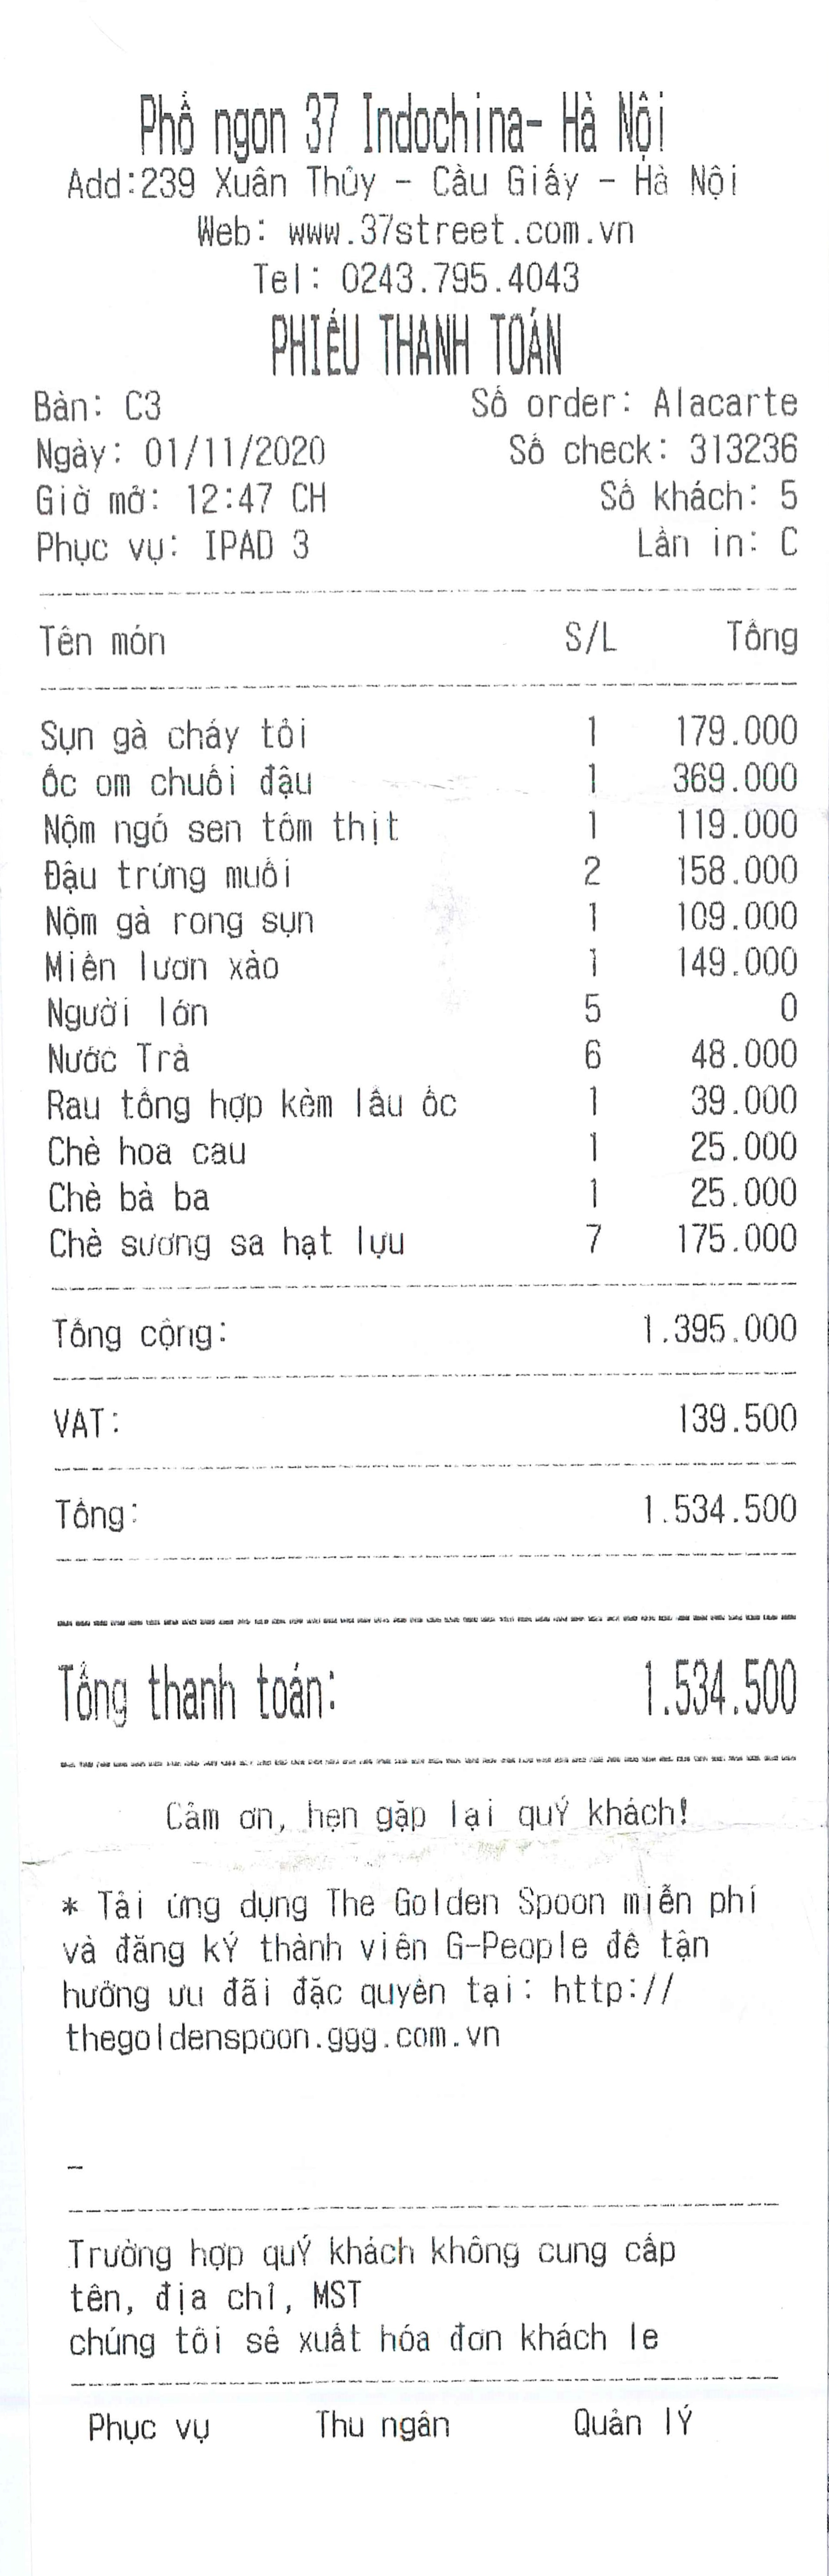 Phố ngon 37 Indochina- Hà Nội
Add:239 Xuân Thủy - Cầu Giấy - Hà Nội
Web: www.37street.com.vn
Tel: 0243.795.4043
PHIẾU THANH TOÁN
Bàn: C3 Số order: Alacarte
Ngày: 01/11/2020 Số check: 313236
Giờ mở: 12:47 CH Số khách: 5
Phục vụ: IPAD 3 Lần in: C
Tên món S/L Tổng
Sụn gà cháy tỏi 1 179.000
Ốc om chuối đậu 1 369.000
Nộm ngó sen tôm thịt 1 119.000
Đậu trứng muối 2 158.000
Nộm gà rong sụn 1 109.000
Miến lươn xào 1 149.000
Người lớn 5 0
Nước Trà 6 48.000
Rau tổng hợp kèm lẩu ốc 1 39.000
Chè hoa cau 1 25.000
Chè bà ba 1 25.000
Chè sương sa hạt lựu 7 175.000
Tổng cộng: 1.395.000
VAT: 139.500
Tổng: 1.534.500
Tổng thanh toán: 1.534.500
Cảm ơn, hẹn gặp lại quÝ khách!
* Tải ứng dụng The Golden Spoon miễn phí
và đăng kÝ thành viên G-People để tận
hưởng ưu đãi đặc quyền tại: http://
thegoldenspoon.ggg.com.vn
_
Trường hợp quÝ khách không cung cấp
tên, địa chỉ, MST
chúng tôi sẽ xuất hóa đơn khách le
Phục vụ Thu ngân Quản lÝ